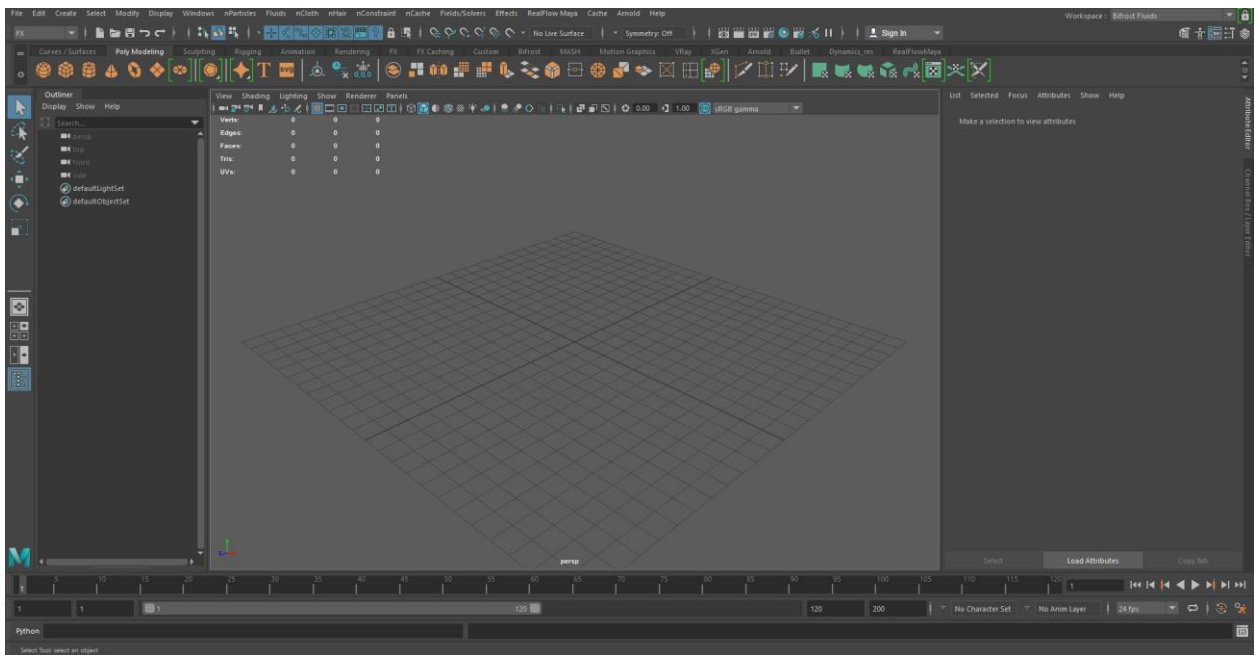 File Edit Create Select Modify Display Windows nParticles Fluids nCloth nHair nConstraint nCache Fields/Solvers Effects RealFlow Maya Cache Arnold Help
Workspace : Bifrost Fluids
FX
No Live Surface
Symmetry: Off
Sign In
Curves / Surfaces Poly Modeling Sculpting Rigging Animation Rendering FX FX Caching Custom Bifrost MASH Motion Graphics VRay XGen Arnold Bullet Dynamics_res RealFlowMaya
T
SVG
0,0,0
Outliner
Display Show Help
Search...
persp
top
front
side
defaultLightSet
defaultObjectSet
View Shading Lighting Show Renderer Panels
0.00
1.00
sRGB gamma
Verts: 0 0 0
Edges: 0 0 0
Faces: 0 0 0
Tris: 0 0 0
UVs: 0 0 0
persp
List Selected Focus Attributes Show Help
Make a selection to view attributes
Attribute Editor
Channel Box / Layer Editor
Select
Load Attributes
Copy Tab
M
1 5 10 15 20 25 30 35 40 45 50 55 60 65 70 75 80 85 90 95 100 105 110 115 120
1
1 1 1 120 120 200
No Character Set
No Anim Layer
24 fps
Python
Select Tool: select an object